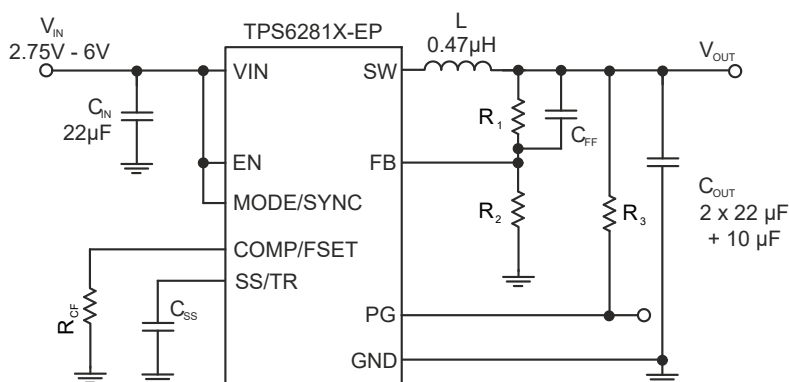 TPS6281X-EP
V_IN
2.75V - 6V
L
0.47µH
V_OUT
VIN
SW
C_IN
22µF
R_1
C_FF
EN
FB
MODE/SYNC
R_2
R_3
C_OUT
2 x 22 µF
+ 10 µF
COMP/FSET
SS/TR
R_CF
C_SS
PG
GND